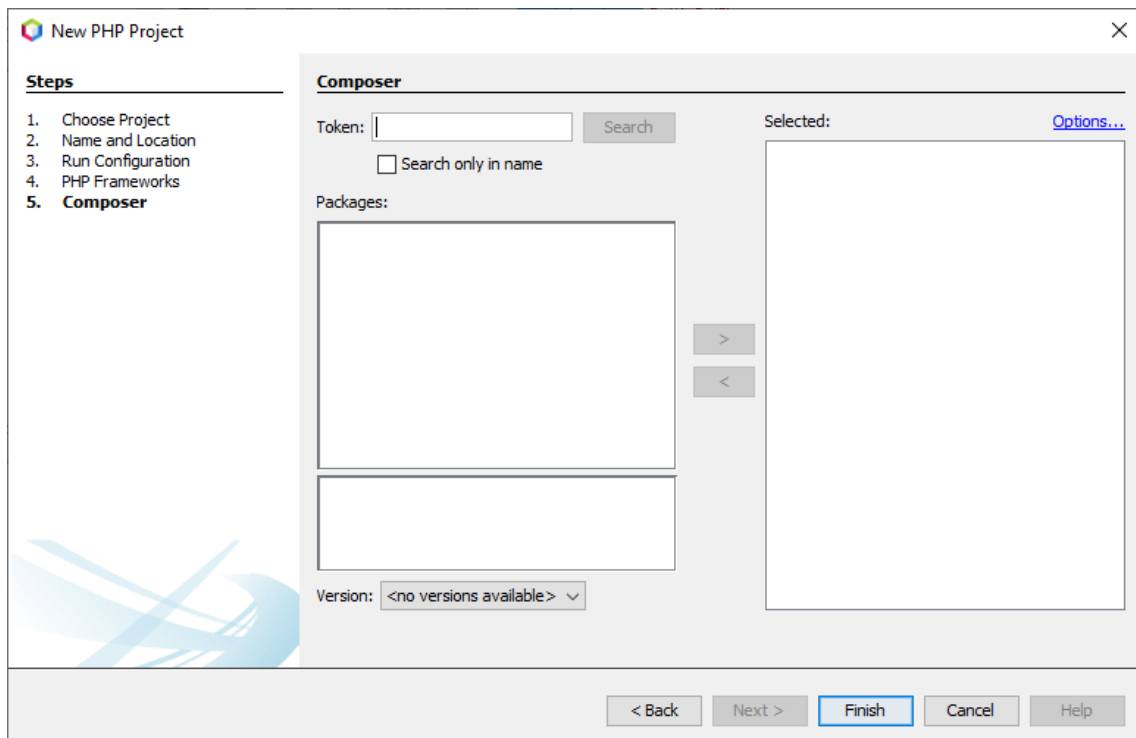 New PHP Project
Steps
1. Choose Project
2. Name and Location
3. Run Configuration
4. PHP Frameworks
5. Composer
Composer
Token: Search
Search only in name
Packages:
Version: <no versions available>
> 
<
Selected: Options...
< Back Next > Finish Cancel Help